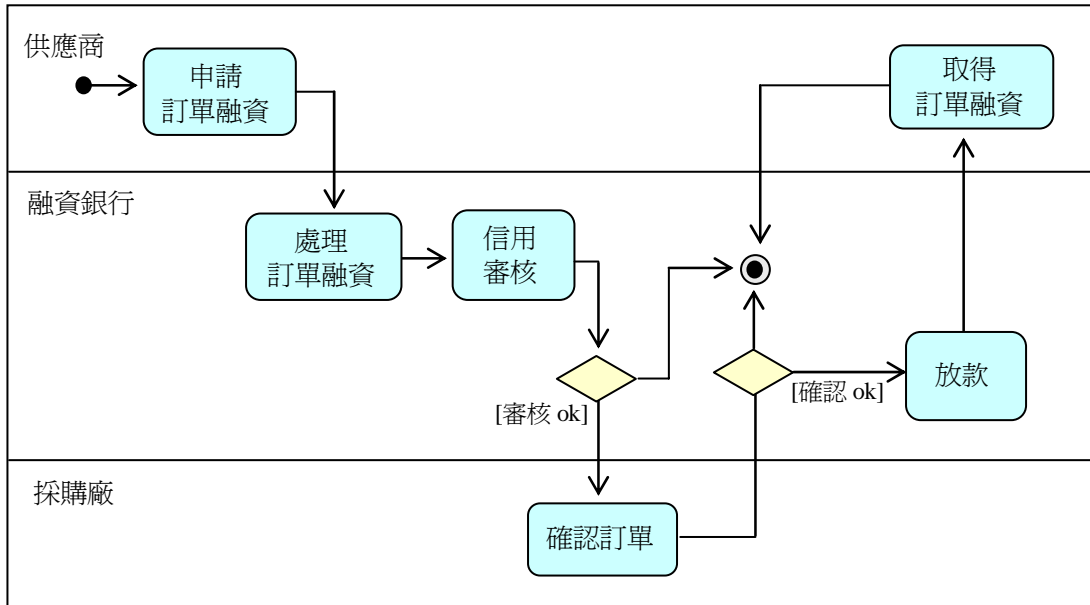 供應商
申請
訂單融資
取得
訂單融資
融資銀行
處理
訂單融資
信用
審核
放款
[確認 ok]
[審核 ok]
採購廠
確認訂單